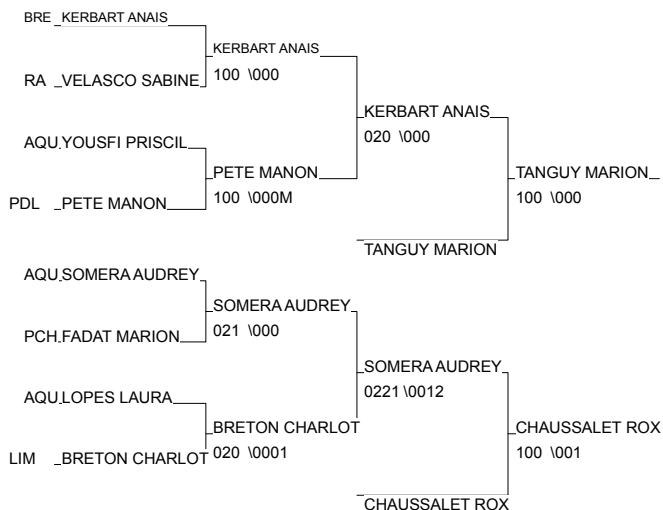 BRE KERBART ANAIS
KERBART ANAIS
100 \000
RA VELASCO SABINE
KERBART ANAIS
020 \000
AQU YOUSFI PRISCIL
PETE MANON
100 \000M
TANGUY MARION
100 \000
PDL PETE MANON
TANGUY MARION
AQU SOMERA AUDREY
SOMERA AUDREY
021 \000
PCH FADAT MARION
SOMERA AUDREY
0221 \0012
AQU LOPES LAURA
BRETON CHARLOT
020 \0001
CHAUSSALET ROX
100 \001
LIM BRETON CHARLOT
CHAUSSALET ROX